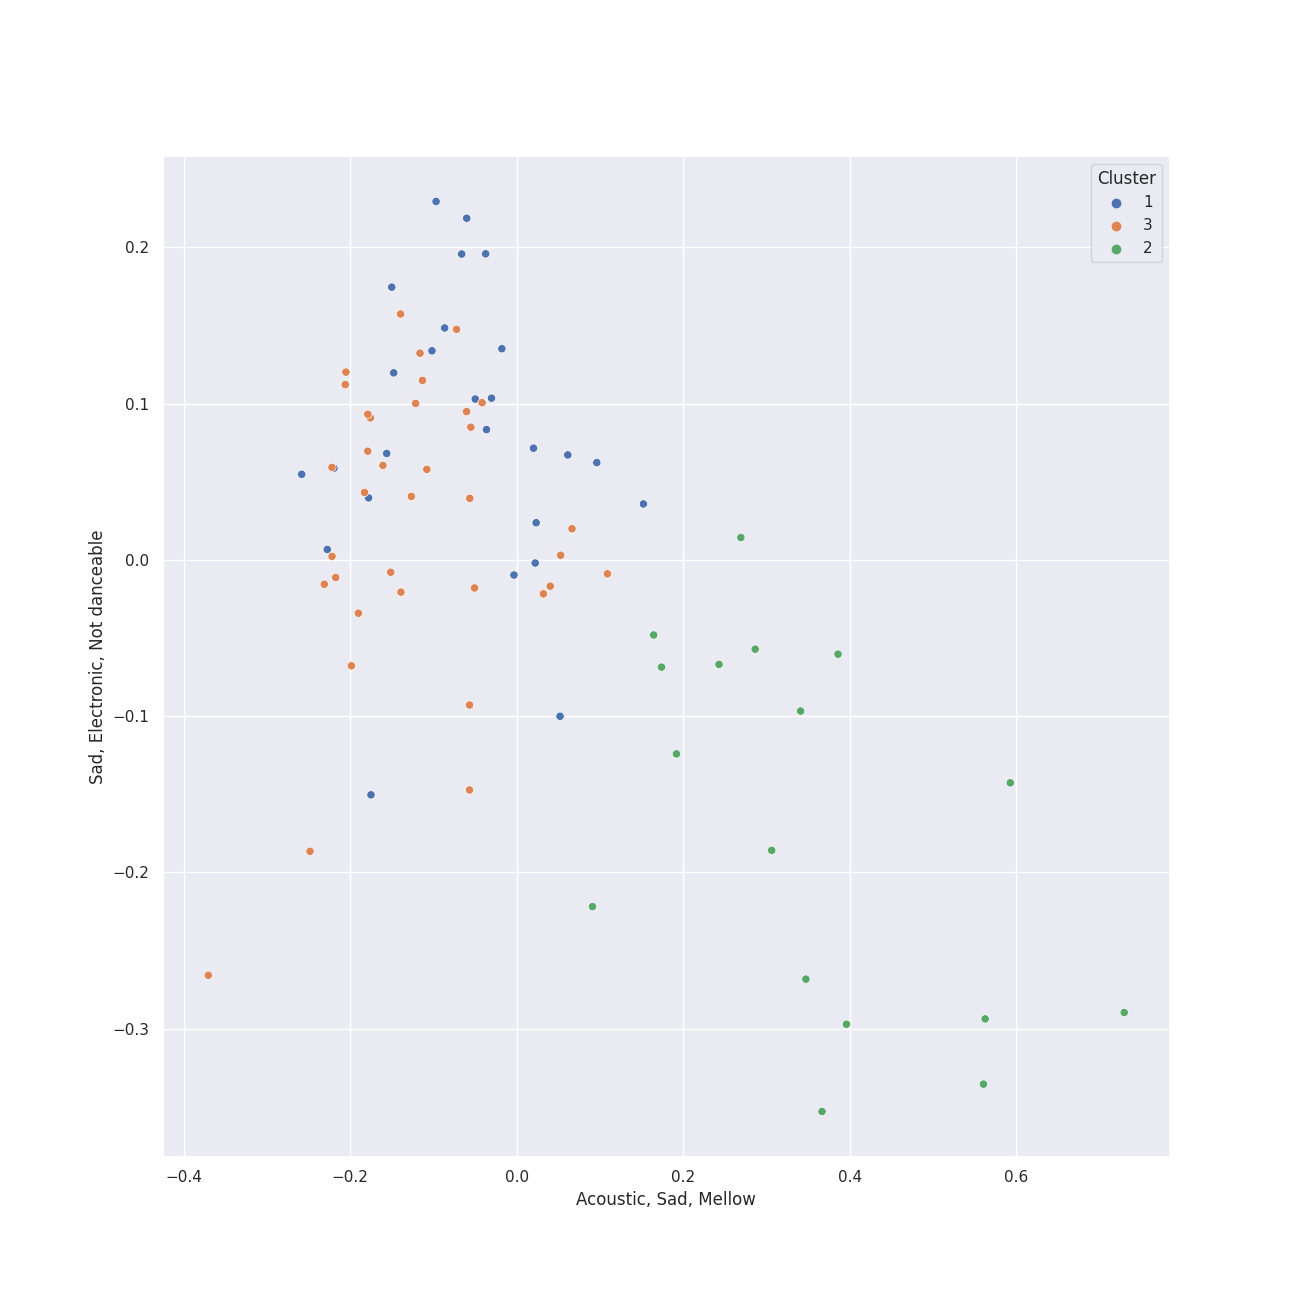 Cluster
1
3
2
0.2
0.1
0.0
−0.1
−0.2
−0.3
Sad, Electronic, Not danceable
−0.4 −0.2 0.0 0.2 0.4 0.6
Acoustic, Sad, Mellow